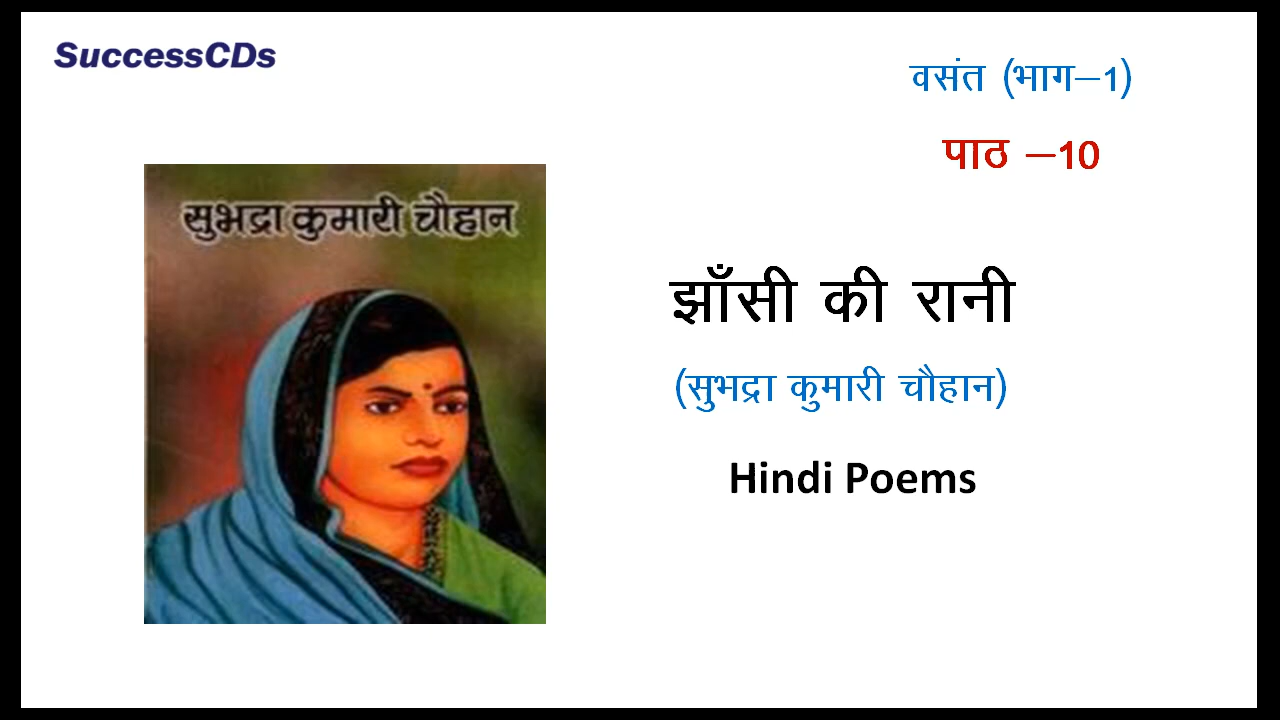 SuccessCDs
वसंत (भाग–1)
पाठ –10
सुभद्रा कुमारी चौहान
झाँसी की रानी
(सुभद्रा कुमारी चौहान)
Hindi Poems